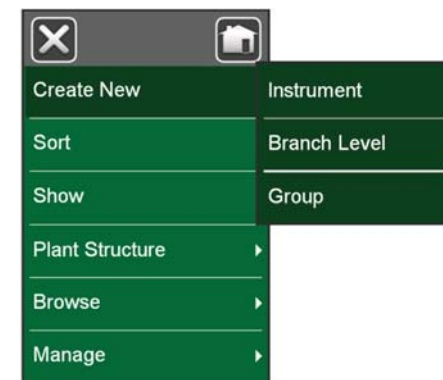 Create New
Instrument
Sort
Branch Level
Show
Group
Plant Structure
Browse
Manage